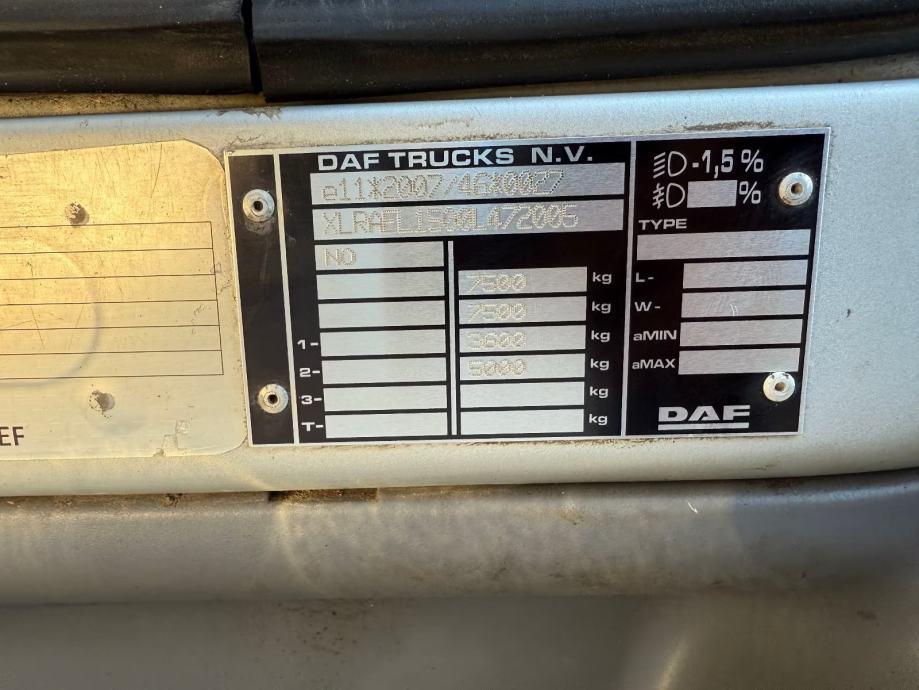 DAF TRUCKS N.V.
e11*2007/46*0027
XLRAEL1500L472005
NO
7500 kg
7500 kg
1- 3600 kg
2- 5000 kg
3- kg
T- kg
-1,5%
%
TYPE
L-
W-
aMIN
aMAX
DAF
EF